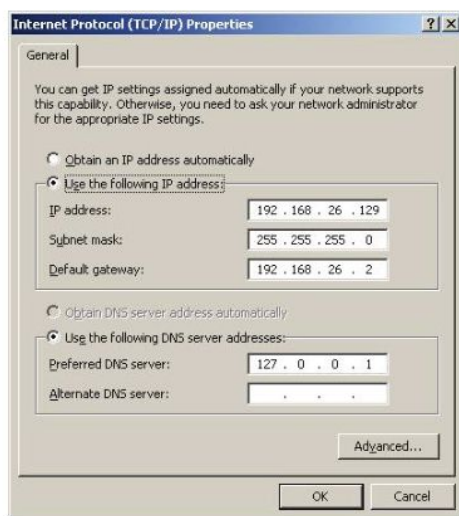 Internet Protocol (TCP/IP) Properties
General
You can get IP settings assigned automatically if your network supports
this capability. Otherwise, you need to ask your network administrator
for the appropriate IP settings.
Obtain an IP address automatically
Use the following IP address:
IP address: 192 . 168 . 26 . 129
Subnet mask: 255 . 255 . 255 . 0
Default gateway: 192 . 168 . 26 . 2
Obtain DNS server address automatically
Use the following DNS server addresses:
Preferred DNS server: 127 . 0 . 0 . 1
Alternate DNS server: . . .
Advanced...
OK Cancel